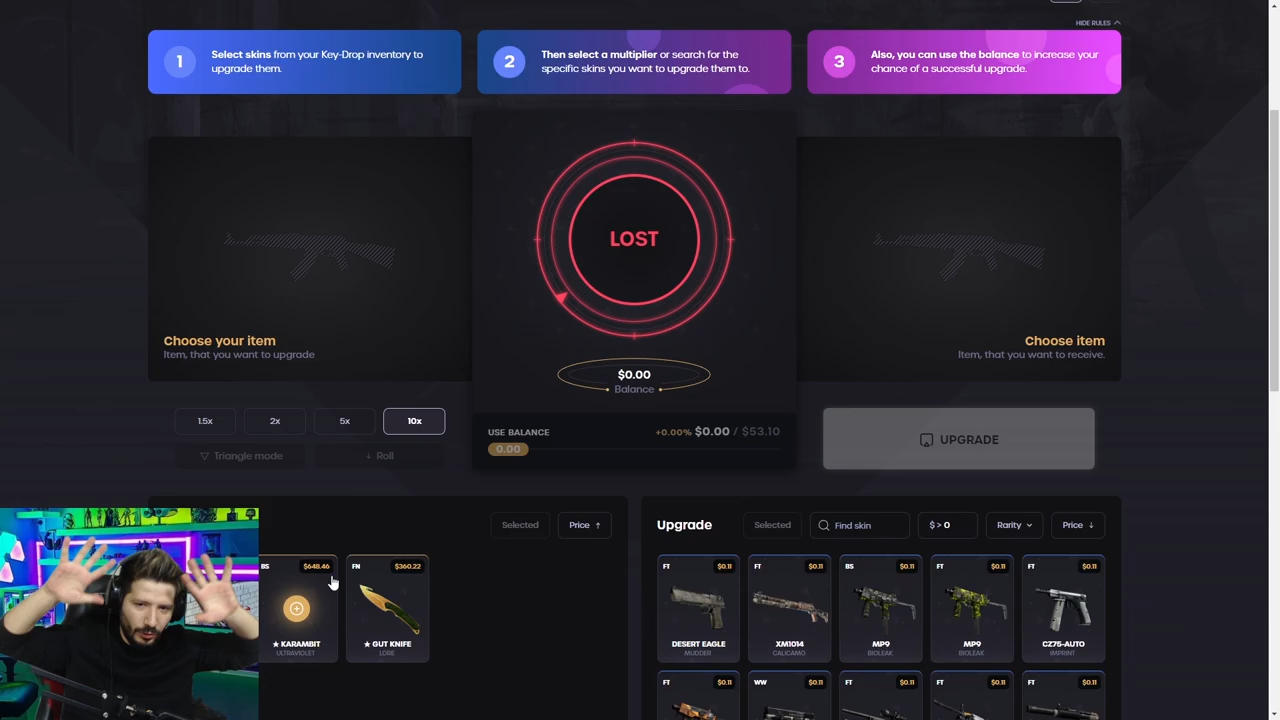 HIDE RULES
1
Select skins from your Key-Drop inventory to
upgrade them.
2
Then select a multiplier or search for the
specific skins you want to upgrade them to.
3
Also, you can use the balance to increase your
chance of a successful upgrade.
LOST
Choose your item
Item, that you want to upgrade
Choose item
Item, that you want to receive.
$0.00
Balance
1.5x
2x
5x
10x
Triangle mode
Roll
USE BALANCE
+0.00% $0.00 / $53.10
0.00
UPGRADE
Selected
Price
Upgrade
Selected
Find skin
$ > 0
Rarity
Price
BS $648.46
★ KARAMBIT
ULTRAVIOLET
FN $360.22
★ GUT KNIFE
LORE
FT $0.11
DESERT EAGLE
MUDDER
FT $0.11
XM1014
CALICAMO
BS $0.11
MP9
BIOLEAK
FT $0.11
MP9
BIOLEAK
FT $0.11
CZ75-AUTO
IMPRINT
FT $0.11
WW $0.11
FT $0.11
FT $0.11
FT $0.11